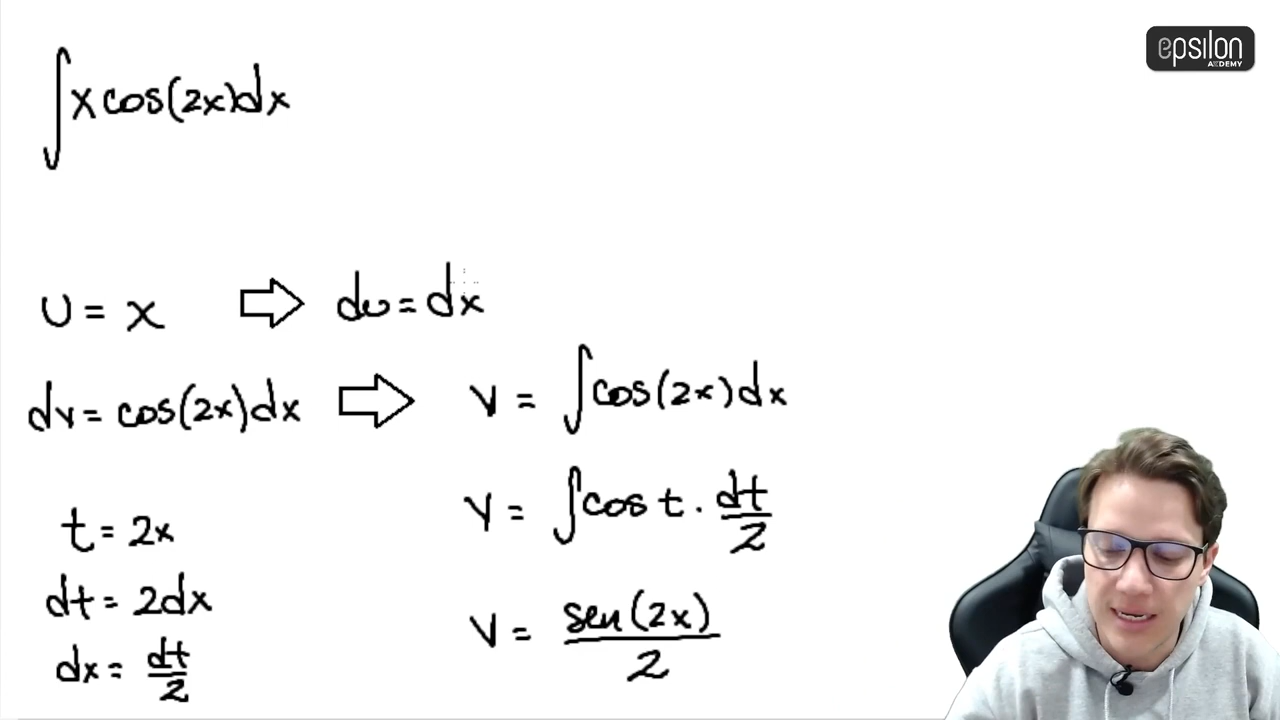 epsilon
AXDEMY
∫x cos(2x)dx
U = x ⇨ du = dx
dv = cos(2x)dx ⇨ v = ∫cos(2x)dx
v = ∫cos t · dt/2
t = 2x
dt = 2dx
v = sen(2x)/2
dx = dt/2